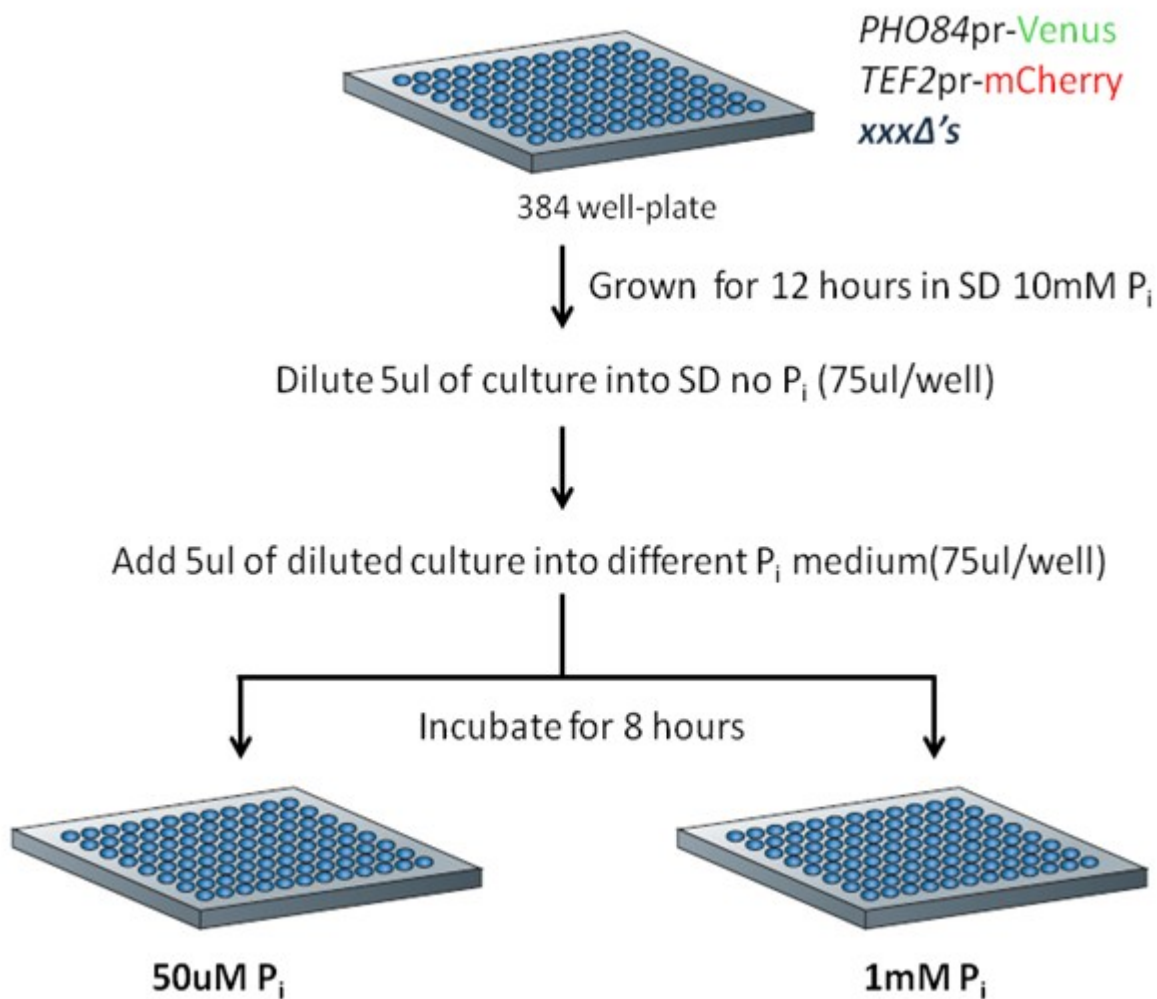 PHO84pr-Venus
TEF2pr-mCherry
xxxΔ's
384 well-plate
Grown for 12 hours in SD 10mM Pi
Dilute 5ul of culture into SD no Pi (75ul/well)
Add 5ul of diluted culture into different Pi medium(75ul/well)
Incubate for 8 hours
50uM Pi
1mM Pi